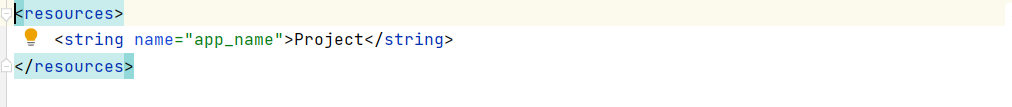 <resources>
    <string name="app_name">Project</string>
</resources>